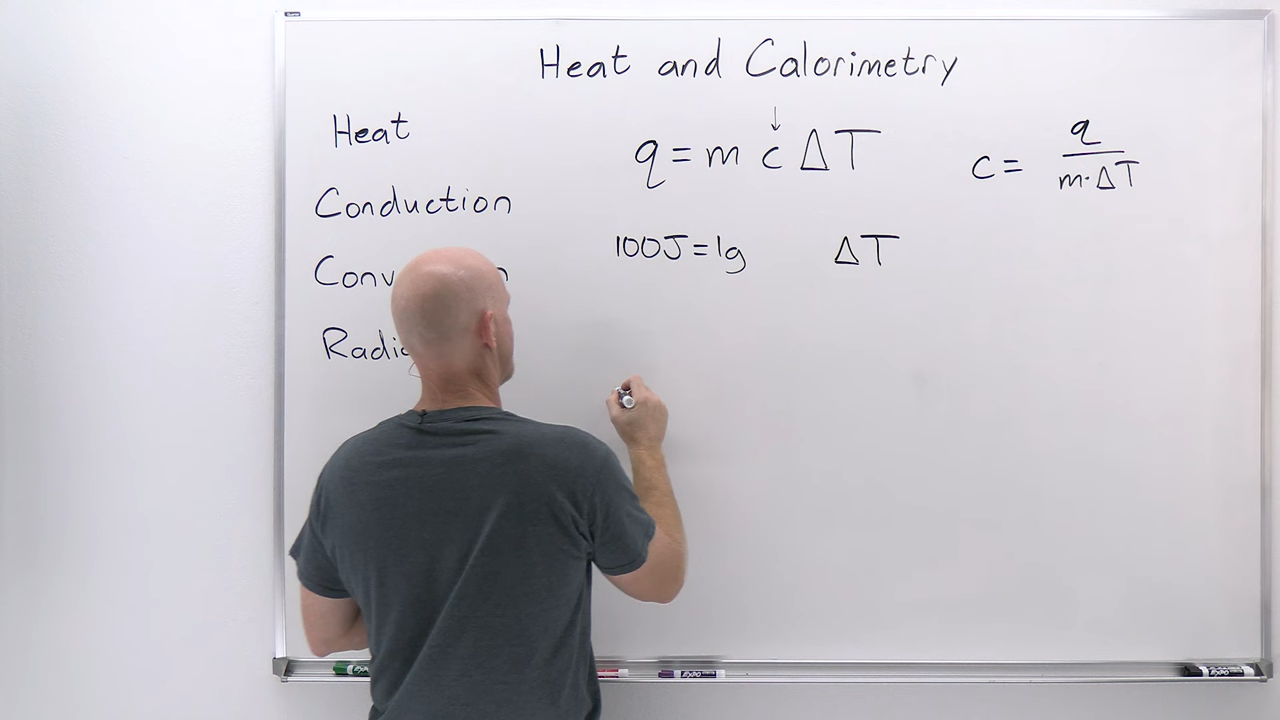 Heat and Calorimetry
Heat
Conduction
q = m c ΔT
c = q / m·ΔT
100J = 1g ΔT